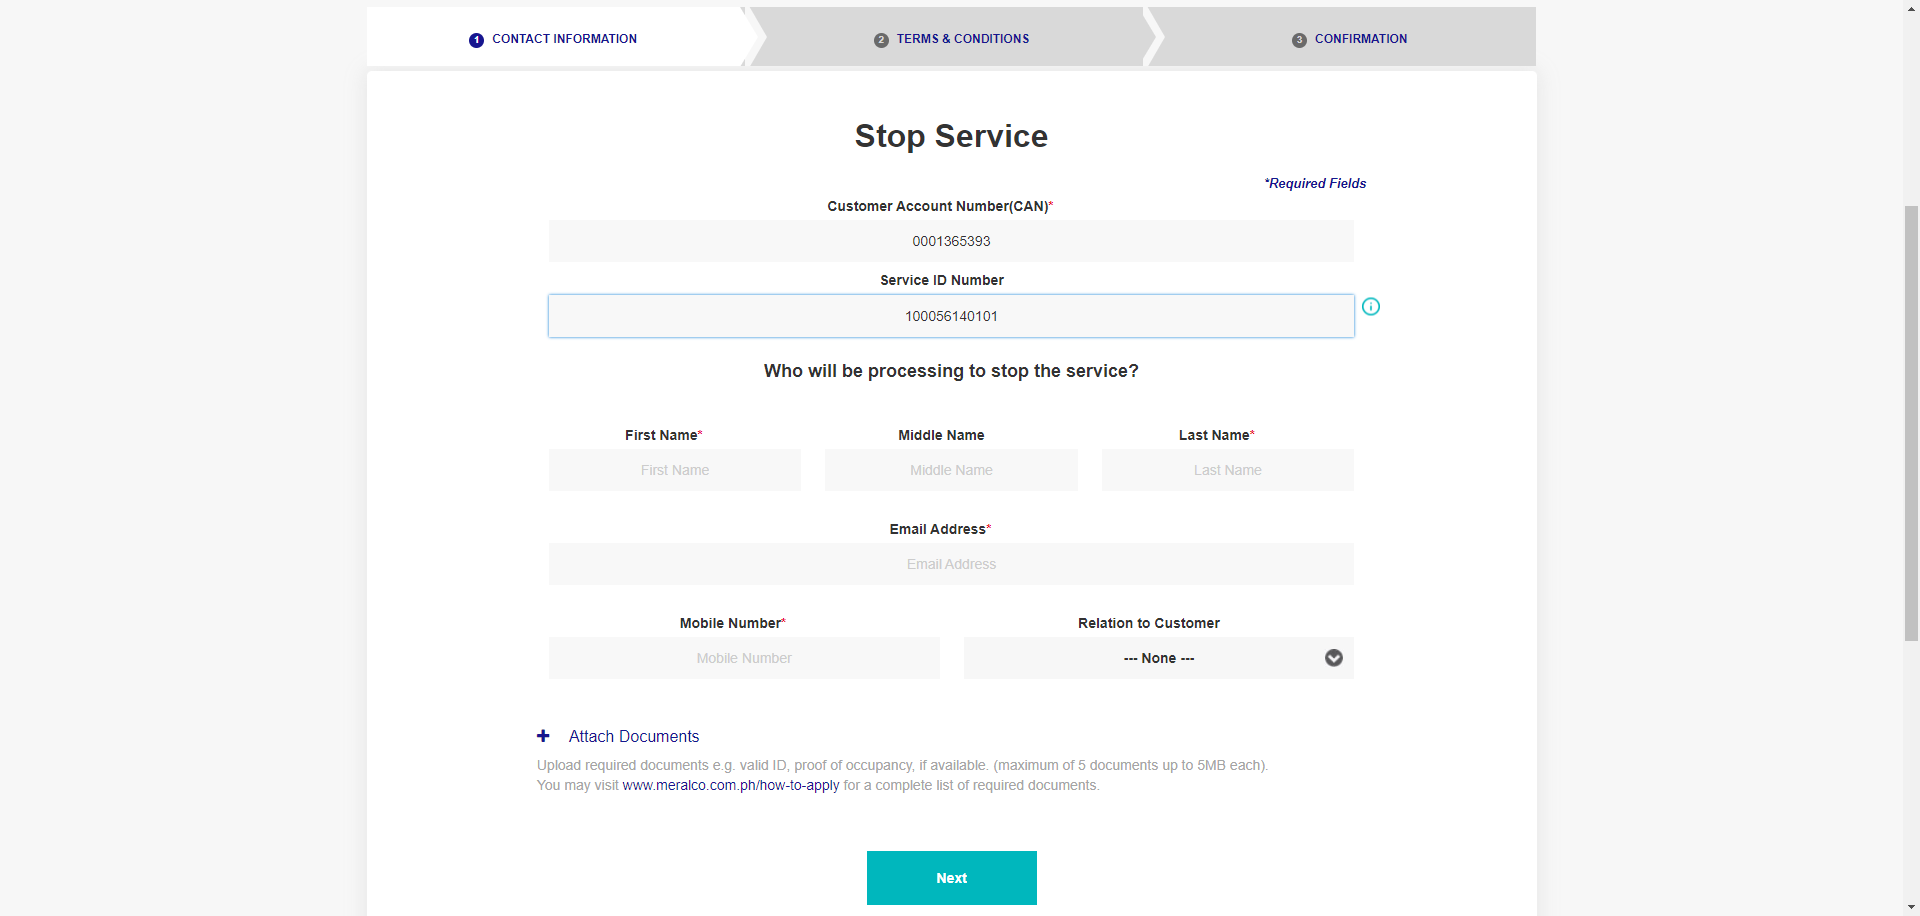 1 CONTACT INFORMATION
2 TERMS & CONDITIONS
3 CONFIRMATION
Stop Service
*Required Fields
Customer Account Number(CAN)*
0001365393
Service ID Number
100056140101
Who will be processing to stop the service?
First Name*
Middle Name
Last Name*
First Name
Middle Name
Last Name
Email Address*
Email Address
Mobile Number*
Relation to Customer
Mobile Number
--- None ---
Attach Documents
Upload required documents e.g. valid ID, proof of occupancy, if available. (maximum of 5 documents up to 5MB each).
You may visit www.meralco.com.ph/how-to-apply for a complete list of required documents.
Next